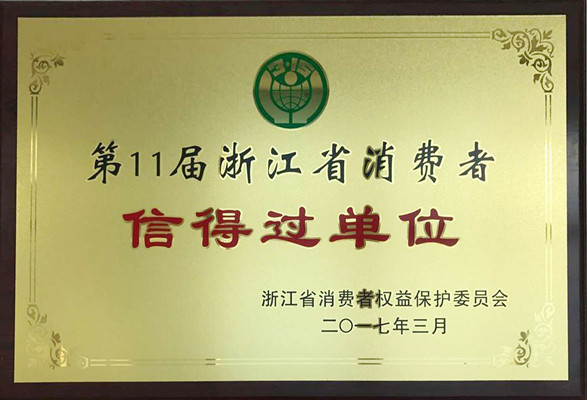 第11届浙江省消费者
信得过单位
浙江省消费者权益保护委员会
二〇一七年三月